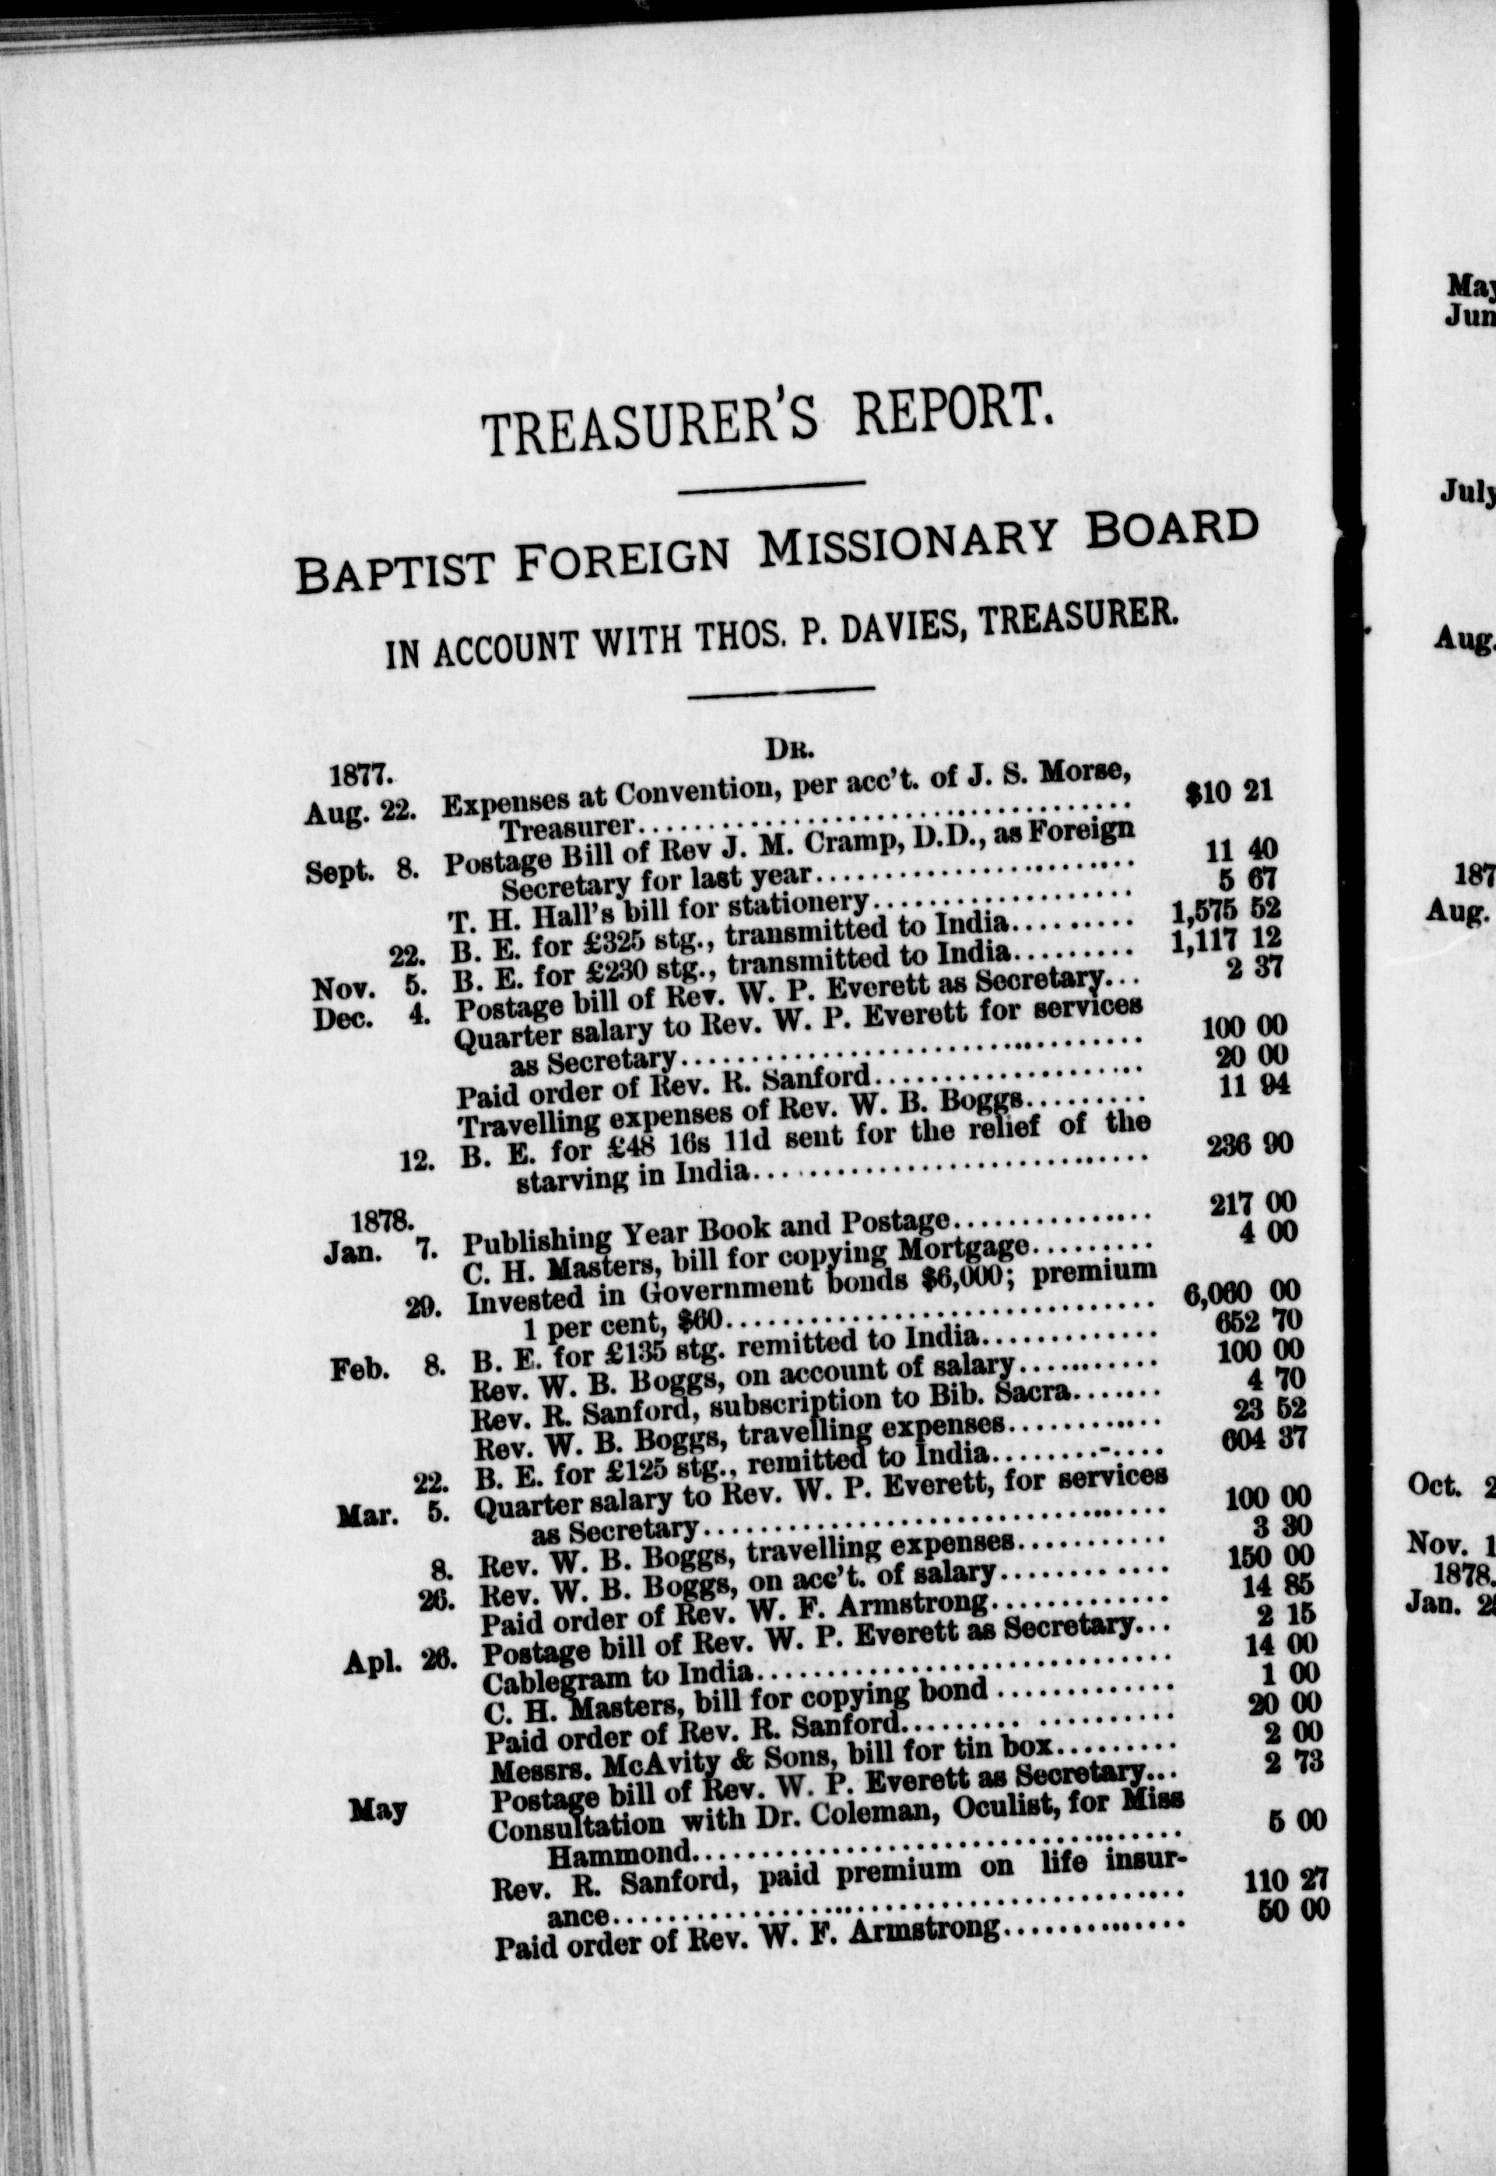 TREASURER'S REPORT.
BAPTIST FOREIGN MISSIONARY BOARD
IN ACCOUNT WITH THOS. P. DAVIES, TREASURER.
DR.
1877.
Aug. 22. Expenses at Convention, per acc't. of J. S. Morse,
Treasurer........................................ $10 21
Sept. 8. Postage Bill of Rev J. M. Cramp, D.D., as Foreign
Secretary for last year......................... 11 40
T. H. Hall's bill for stationery................... 5 67
22. B. E. for £325 stg., transmitted to India......... 1,575 52
Nov. 5. B. E. for £230 stg., transmitted to India......... 1,117 12
Dec. 4. Postage bill of Rev. W. P. Everett as Secretary... 2 37
Quarter salary to Rev. W. P. Everett for services
as Secretary.................................... 100 00
Paid order of Rev. R. Sanford.................... 20 00
Travelling expenses of Rev. W. B. Boggs......... 11 94
12. B. E. for £48 16s 11d sent for the relief of the
starving in India............................... 236 90
1878.
Jan. 7. Publishing Year Book and Postage............... 217 00
C. H. Masters, bill for copying Mortgage......... 4 00
29. Invested in Government bonds $6,000; premium
1 per cent, $60................................. 6,060 00
Feb. 8. B. E. for £135 stg. remitted to India............. 652 70
Rev. W. B. Boggs, on account of salary........... 100 00
Rev. R. Sanford, subscription to Bib. Sacra....... 4 70
Rev. W. B. Boggs, travelling expenses............ 23 52
22. B. E. for £125 stg., remitted to India........-.... 604 37
Mar. 5. Quarter salary to Rev. W. P. Everett, for services
as Secretary.................................... 100 00
8. Rev. W. B. Boggs, travelling expenses........... 3 30
26. Rev. W. B. Boggs, on acc't. of salary............. 150 00
Paid order of Rev. W. F. Armstrong............. 14 85
Apl. 26. Postage bill of Rev. W. P. Everett as Secretary... 2 15
Cablegram to India.............................. 14 00
C. H. Masters, bill for copying bond ............. 1 00
Paid order of Rev. R. Sanford.................... 20 00
Messrs. McAvity & Sons, bill for tin box......... 2 00
May Postage bill of Rev. W. P. Everett as Secretary... 2 73
Consultation with Dr. Coleman, Oculist, for Miss
Hammond....................................... 5 00
Rev. R. Sanford, paid premium on life insur-
ance............................................ 110 27
Paid order of Rev. W. F. Armstrong............. 50 00
May
Jun
July
Aug.
187
Aug.
Oct. 2
Nov. 1
1878.
Jan. 2